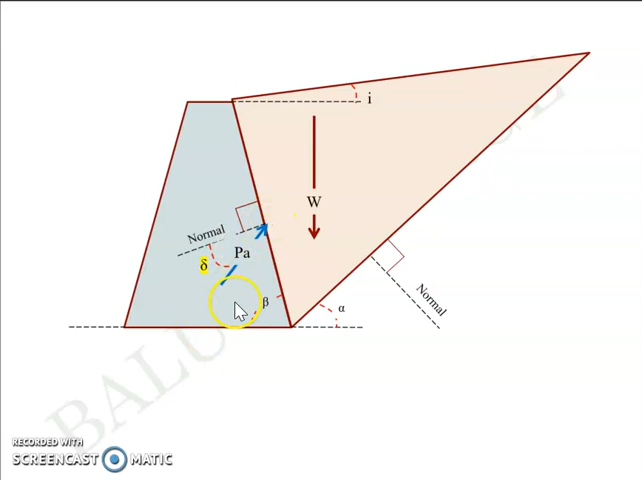 i
W
Normal
Pa
δ
β
α
Normal
RECORDED WITH
SCREENCAST MATIC